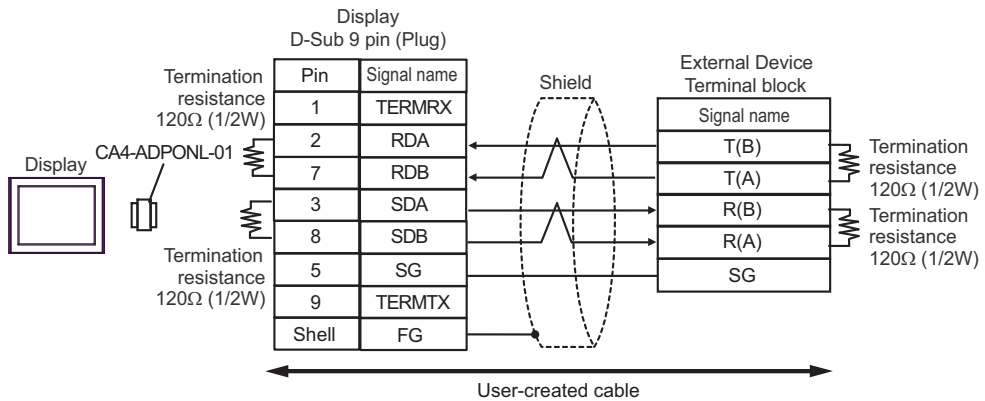 Display
D-Sub 9 pin (Plug)
Termination
resistance
120Ω (1/2W)
CA4-ADPONL-01
Display
Termination
resistance
120Ω (1/2W)
Pin Signal name
1 TERMRX
2 RDA
7 RDB
3 SDA
8 SDB
5 SG
9 TERMTX
Shell FG
Shield
External Device
Terminal block
Signal name
T(B)
T(A)
R(B)
R(A)
SG
Termination
resistance
120Ω (1/2W)
Termination
resistance
120Ω (1/2W)
User-created cable